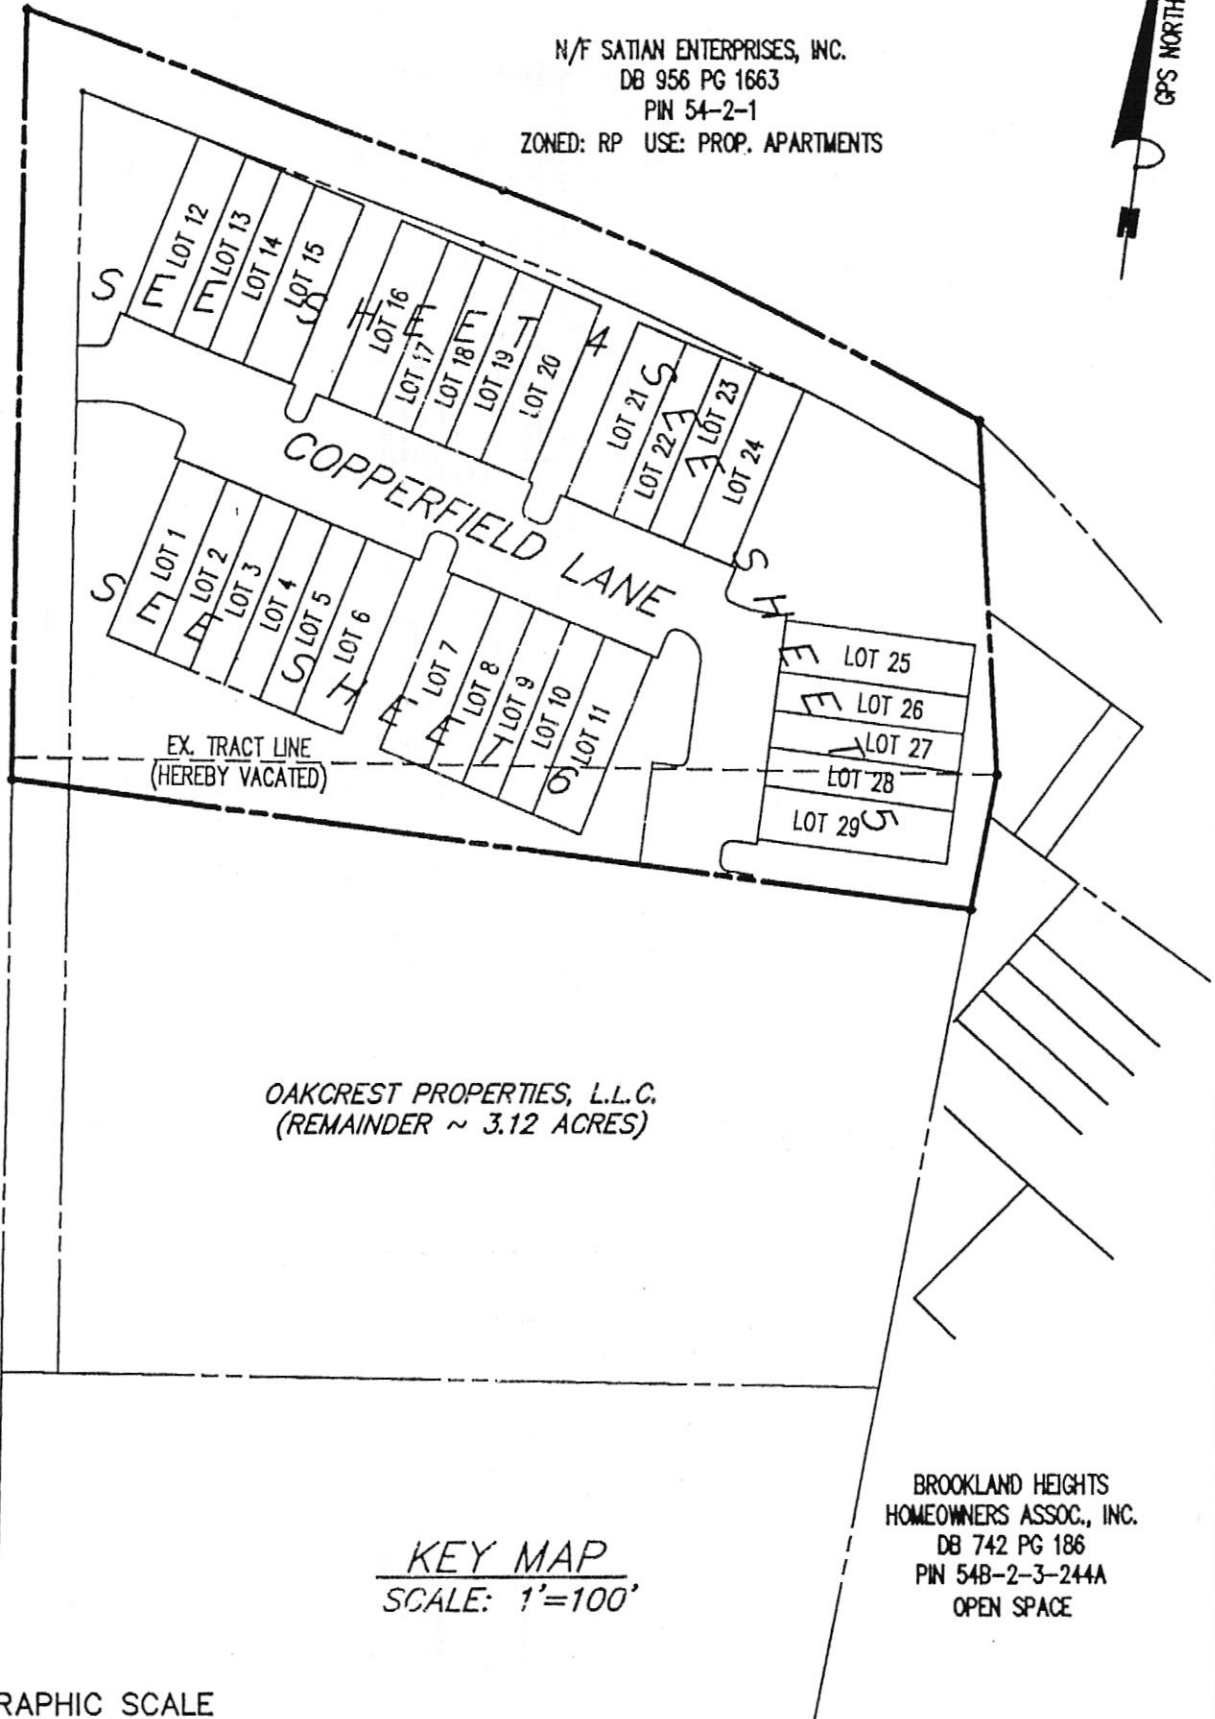 N/F SATIAN ENTERPRISES, INC.
DB 956 PG 1663
PIN 54-2-1
ZONED: RP USE: PROP. APARTMENTS
GPS NORTH
N
LOT 12
LOT 13
LOT 14
LOT 15
LOT 16
LOT 17
LOT 18
LOT 19
LOT 20
LOT 21
LOT 22
LOT 23
LOT 24
SEE SHEET 4
SEE SHEET 5
COPPERFIELD LANE
LOT 1
LOT 2
LOT 3
LOT 4
LOT 5
LOT 6
LOT 7
LOT 8
LOT 9
LOT 10
LOT 11
SEE SHEET 6
LOT 25
LOT 26
LOT 27
LOT 28
LOT 29
EX. TRACT LINE
(HEREBY VACATED)
OAKCREST PROPERTIES, L.L.C.
(REMAINDER ~ 3.12 ACRES)
BROOKLAND HEIGHTS
HOMEOWNERS ASSOC., INC.
DB 742 PG 186
PIN 54B-2-3-244A
OPEN SPACE
KEY MAP
SCALE: 1'=100'
RAPHIC SCALE